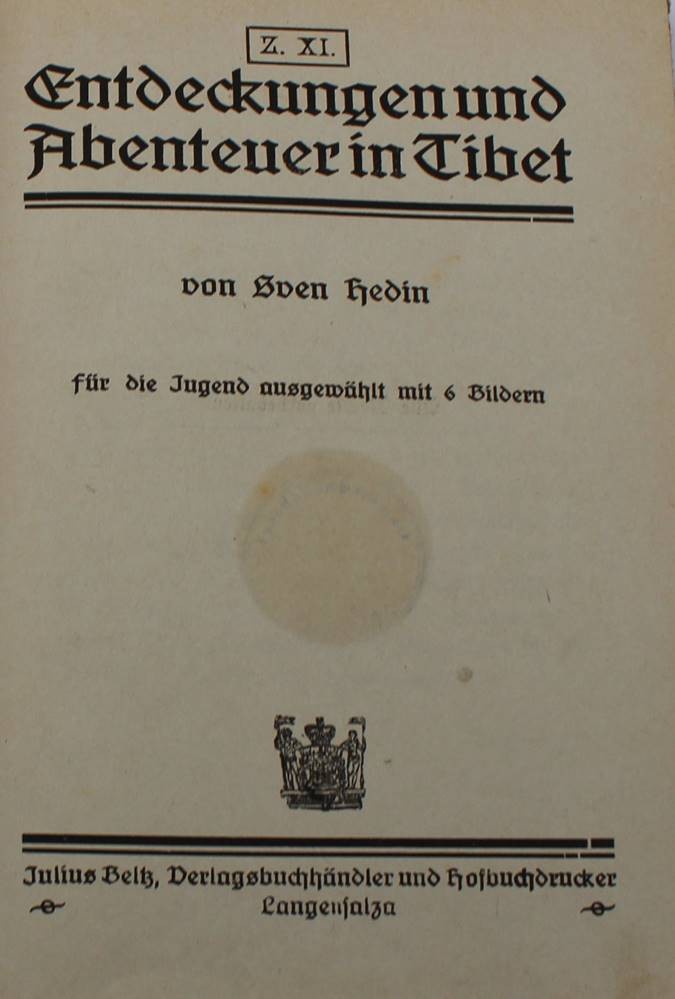 Z. XI.
Entdeckungen und
Abenteuer in Tibet
von Sven Hedin
für die Jugend ausgewählt mit 6 Bildern
Julius Beltz, Verlagsbuchhändler und Hofbuchdrucker
Langensalza